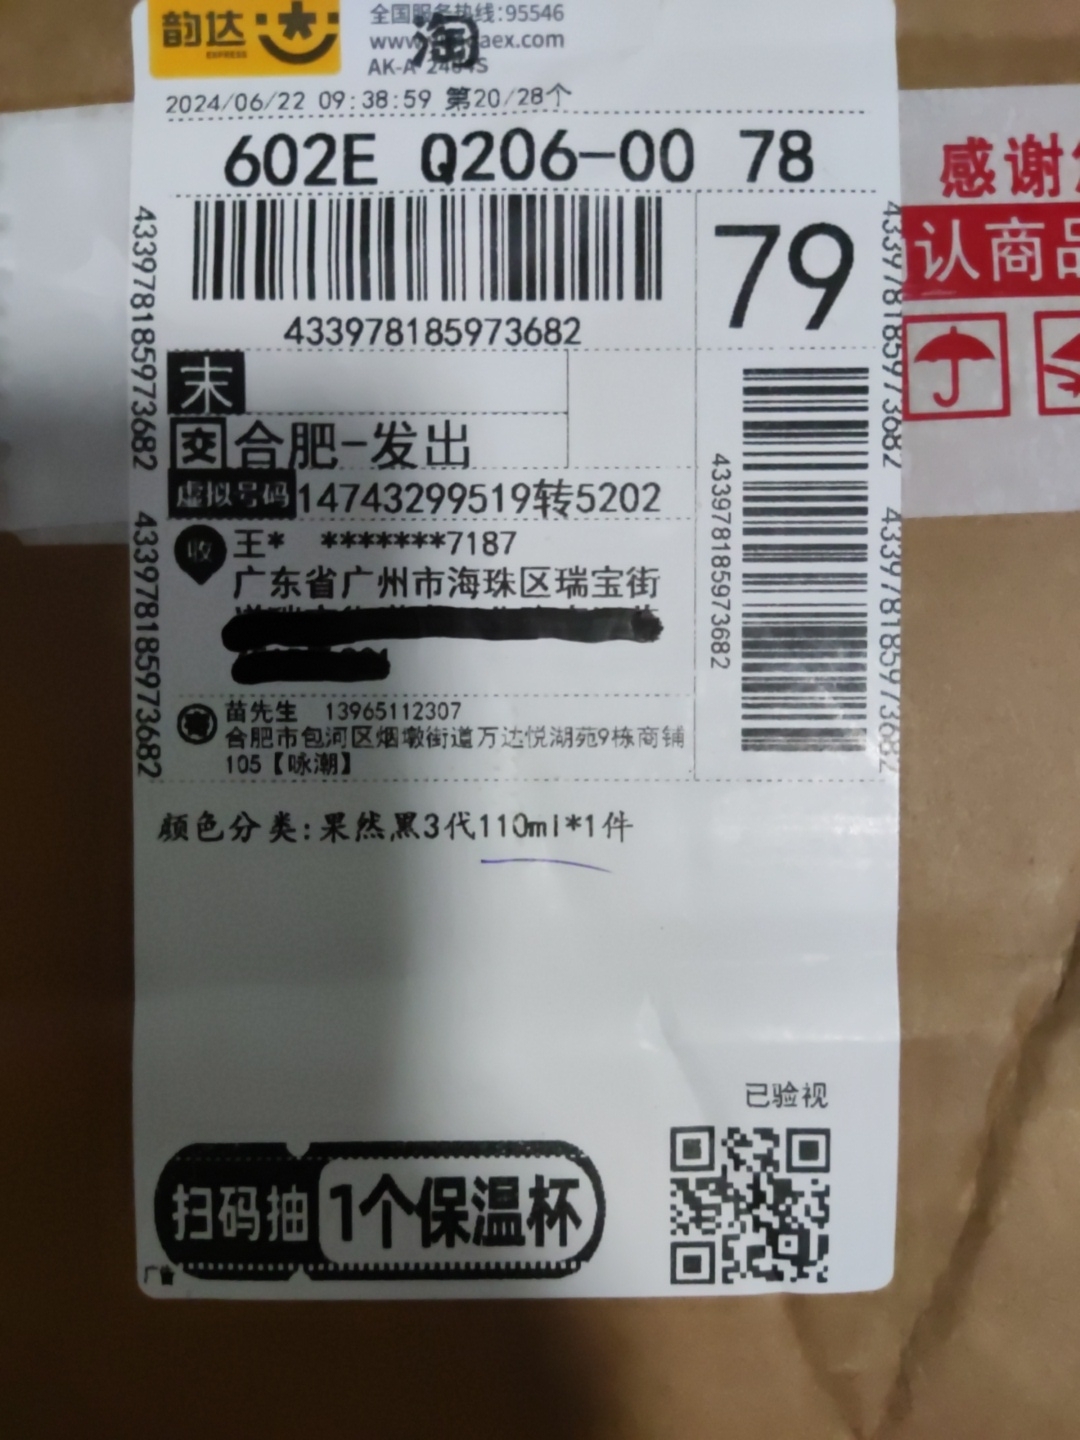 韵达
EXPRESS
全国服务热线:95546
淘
2024/06/22 09:38:59 第20/28个
602E Q206-00 78
433978185973682
79
433978185973682
433978185973682
433978185973682
433978185973682
433978185973682
末
交 合肥-发出
虚拟号码 14743299519转5202
收 王* *******7187
广东省广州市海珠区瑞宝街
苗先生 13965112307
合肥市包河区烟墩街道万达悦湖苑9栋商铺
105【咏潮】
颜色分类:果然黑3代110ml*1件
已验视
扫码抽 1个保温杯
广告
感谢
认商品